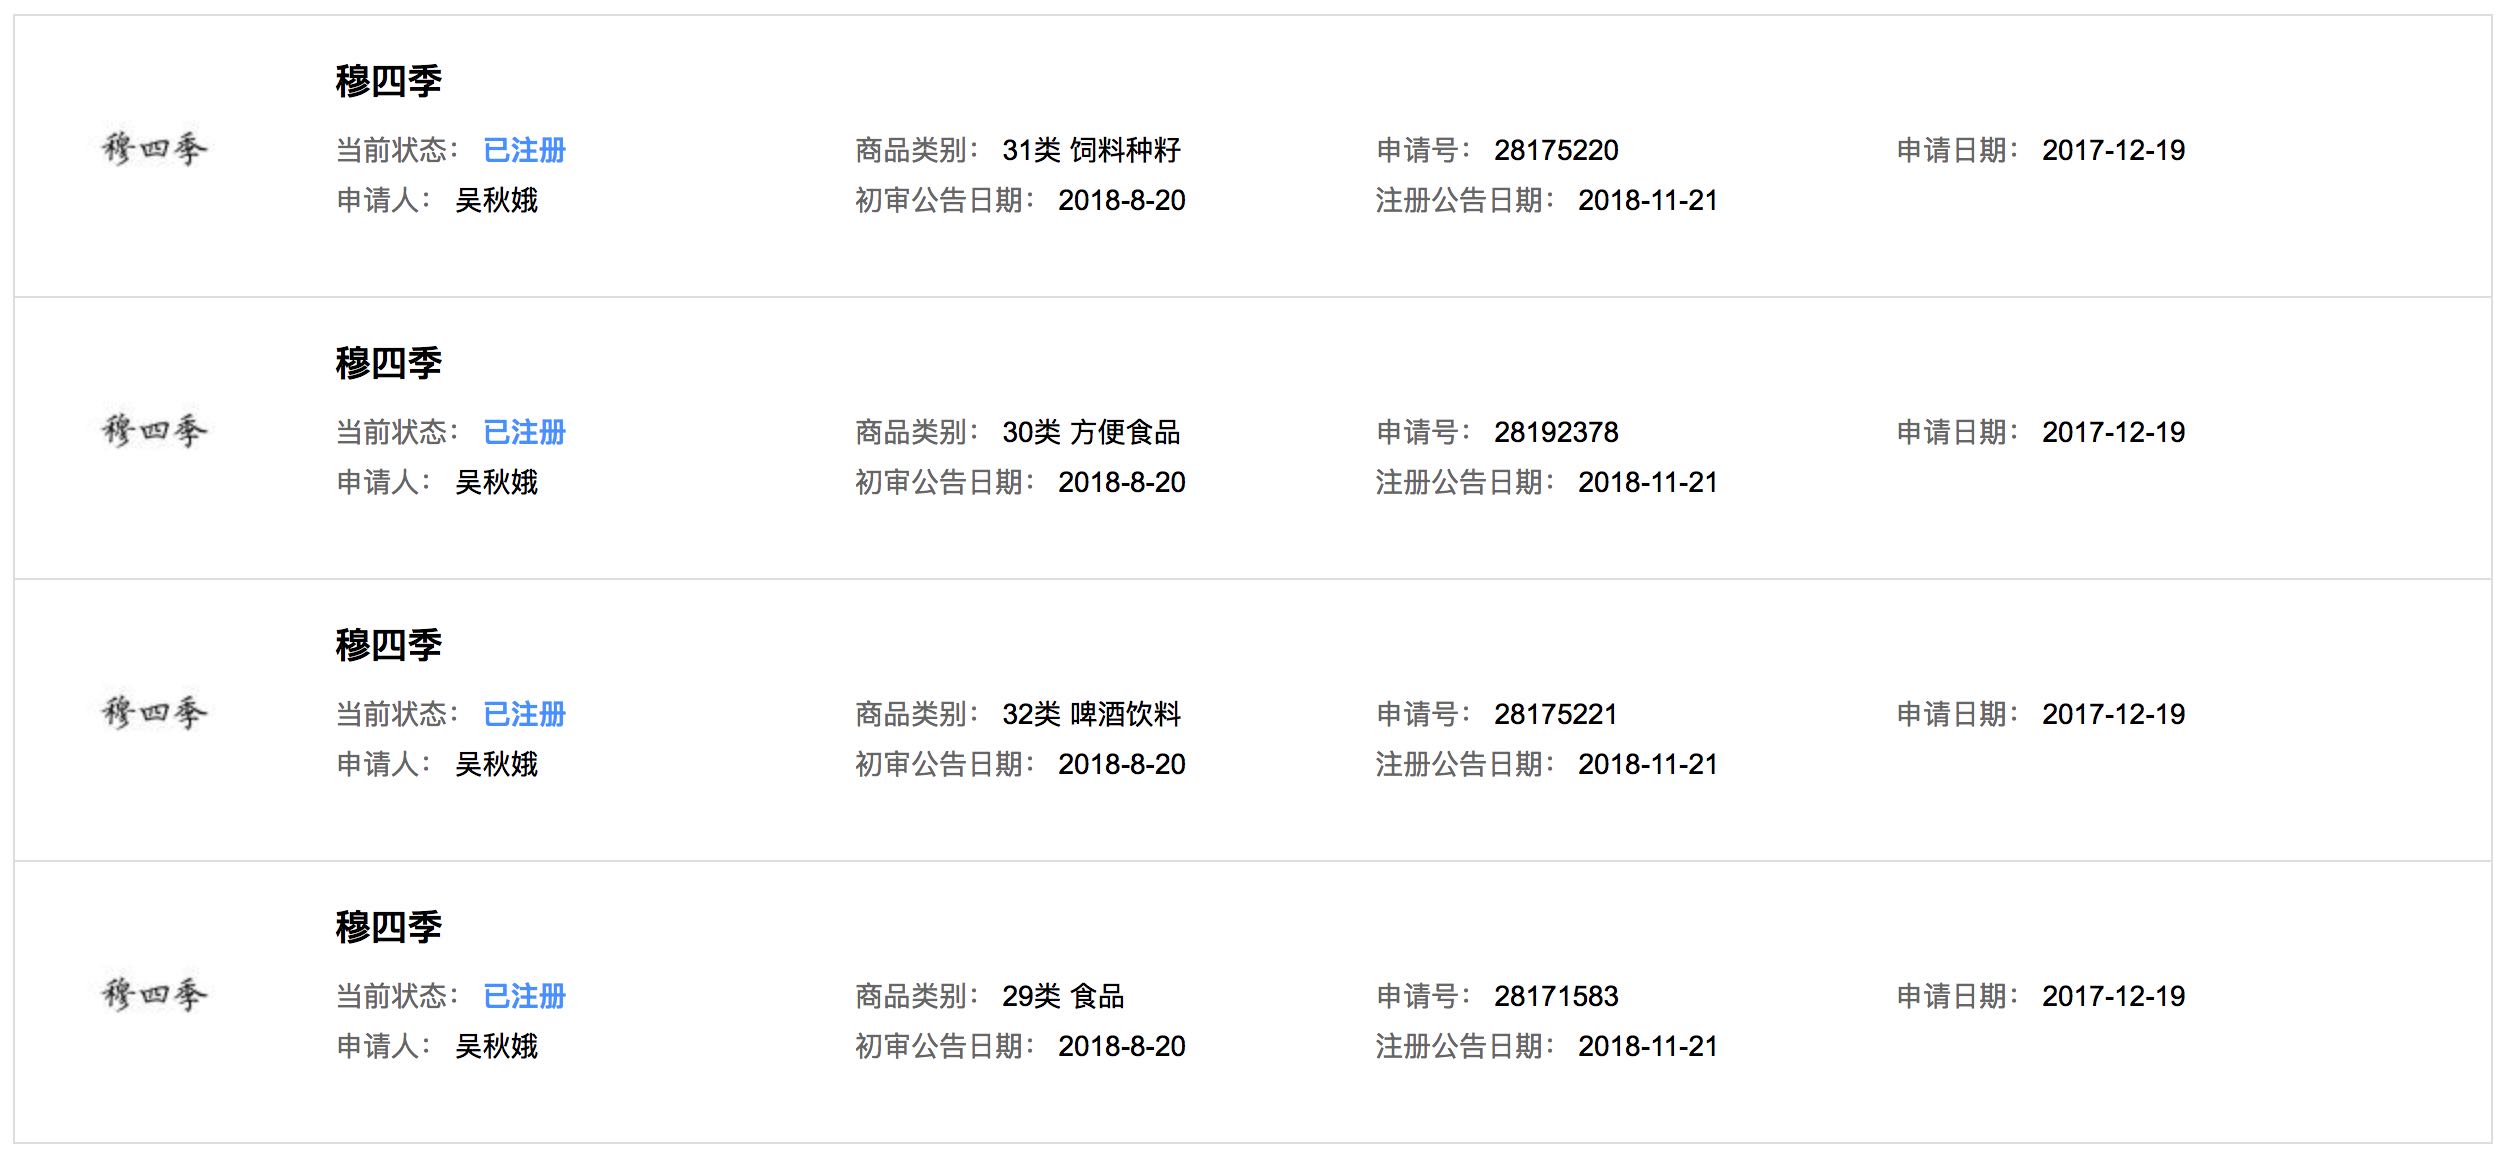 穆四季
穆四季
当前状态： 已注册 商品类别： 31类 饲料种籽 申请号： 28175220 申请日期： 2017-12-19
申请人： 吴秋娥 初审公告日期： 2018-8-20 注册公告日期： 2018-11-21
穆四季
穆四季
当前状态： 已注册 商品类别： 30类 方便食品 申请号： 28192378 申请日期： 2017-12-19
申请人： 吴秋娥 初审公告日期： 2018-8-20 注册公告日期： 2018-11-21
穆四季
穆四季
当前状态： 已注册 商品类别： 32类 啤酒饮料 申请号： 28175221 申请日期： 2017-12-19
申请人： 吴秋娥 初审公告日期： 2018-8-20 注册公告日期： 2018-11-21
穆四季
穆四季
当前状态： 已注册 商品类别： 29类 食品 申请号： 28171583 申请日期： 2017-12-19
申请人： 吴秋娥 初审公告日期： 2018-8-20 注册公告日期： 2018-11-21